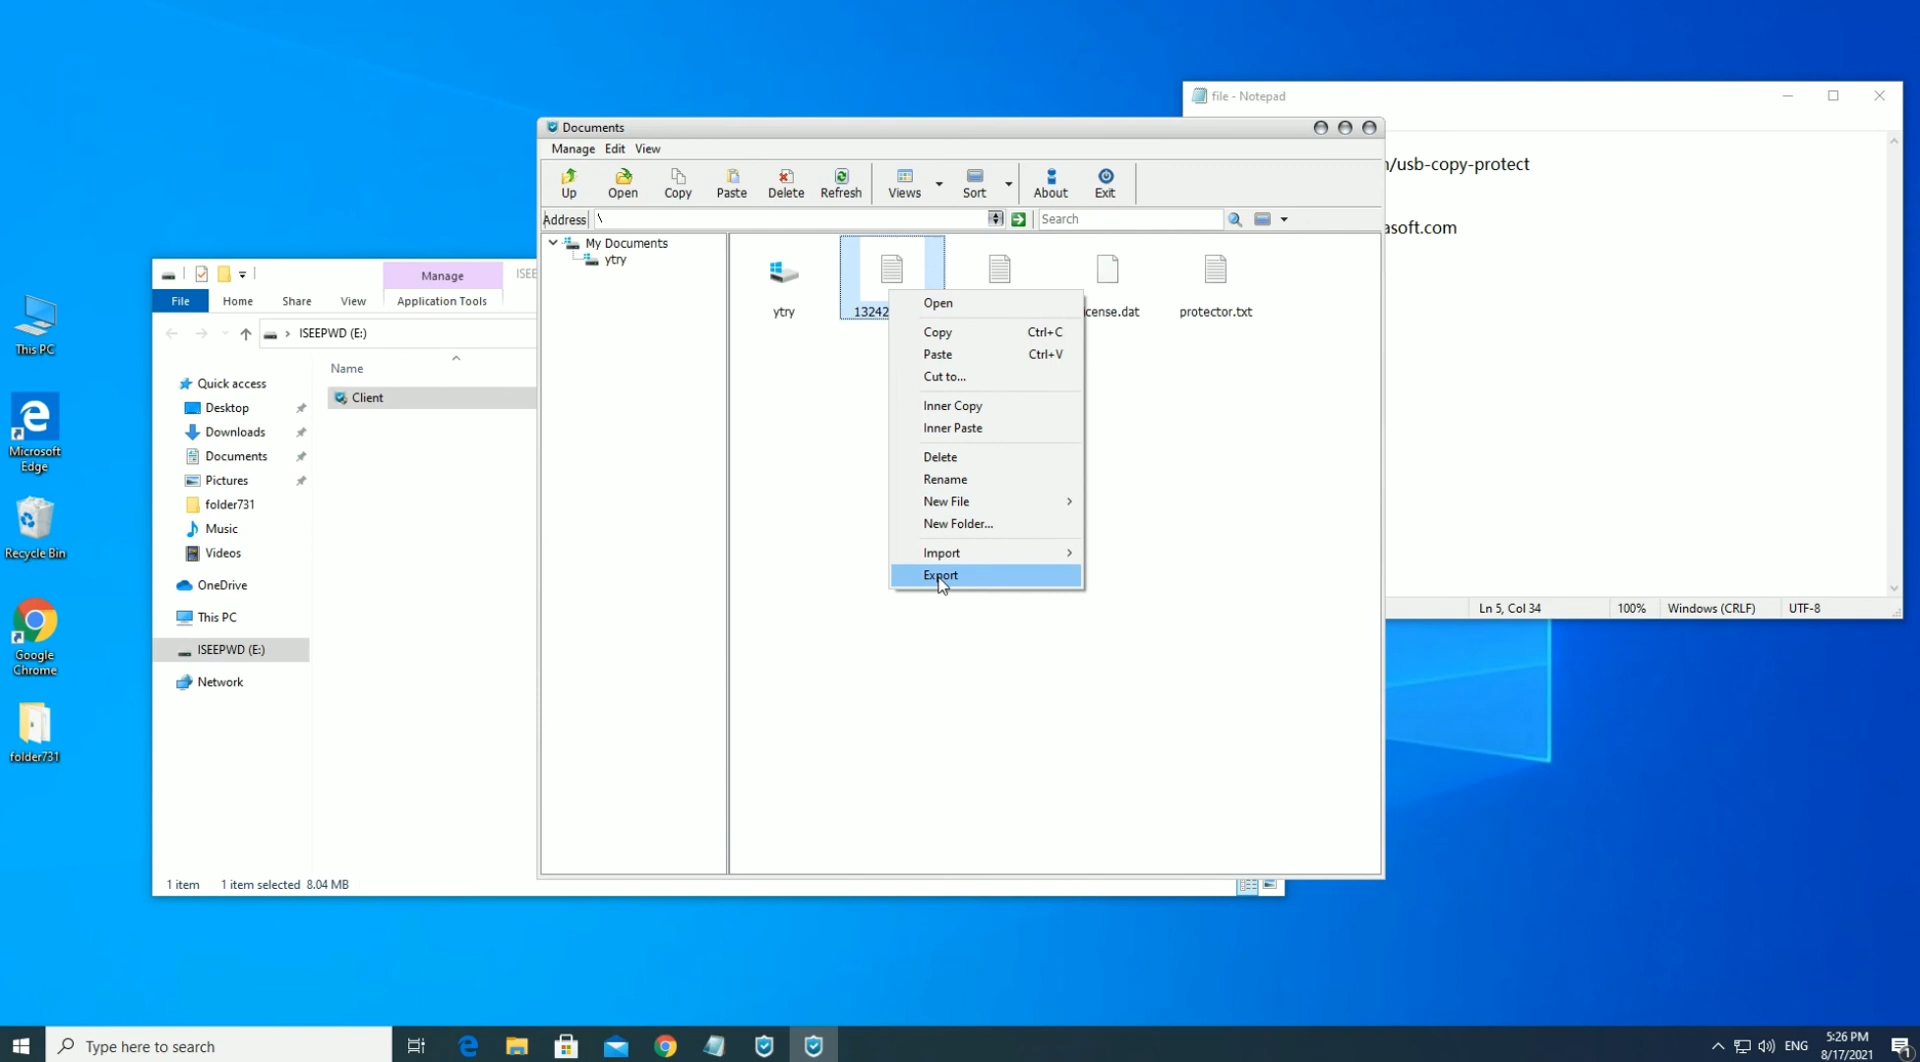 This PC
Microsoft
Edge
Recycle Bin
Google
Chrome
folder731
Manage
ISEE
File
Home
Share
View
Application Tools
ISEEPWD (E:)
Name
Client
Quick access
Desktop
Downloads
Documents
Pictures
folder731
Music
Videos
OneDrive
This PC
ISEEPWD (E:)
Network
1 item
1 item selected 8.04 MB
Documents
Manage Edit View
Up
Open
Copy
Paste
Delete
Refresh
Views
Sort
About
Exit
Address
\
Search
My Documents
ytry
ytry
13242
cense.dat
protector.txt
Open
Copy Ctrl+C
Paste Ctrl+V
Cut to...
Inner Copy
Inner Paste
Delete
Rename
New File
New Folder...
Import
Export
file - Notepad
/usb-copy-protect
asoft.com
Ln 5, Col 34
100%
Windows (CRLF)
UTF-8
Type here to search
ENG
5:26 PM
8/17/2021
1